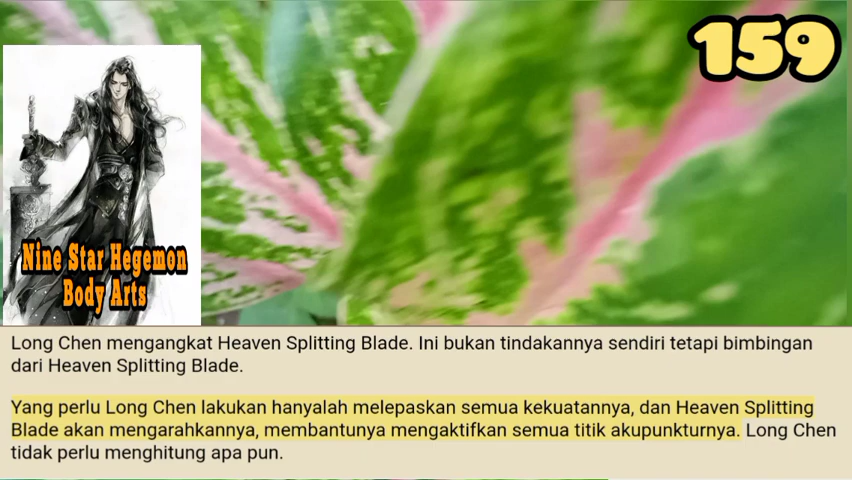 159
Nine Star Hegemon
Body Arts
Long Chen mengangkat Heaven Splitting Blade. Ini bukan tindakannya sendiri tetapi bimbingan
dari Heaven Splitting Blade.
Yang perlu Long Chen lakukan hanyalah melepaskan semua kekuatannya, dan Heaven Splitting
Blade akan mengarahkannya, membantunya mengaktifkan semua titik akupunkturnya. Long Chen
tidak perlu menghitung apa pun.